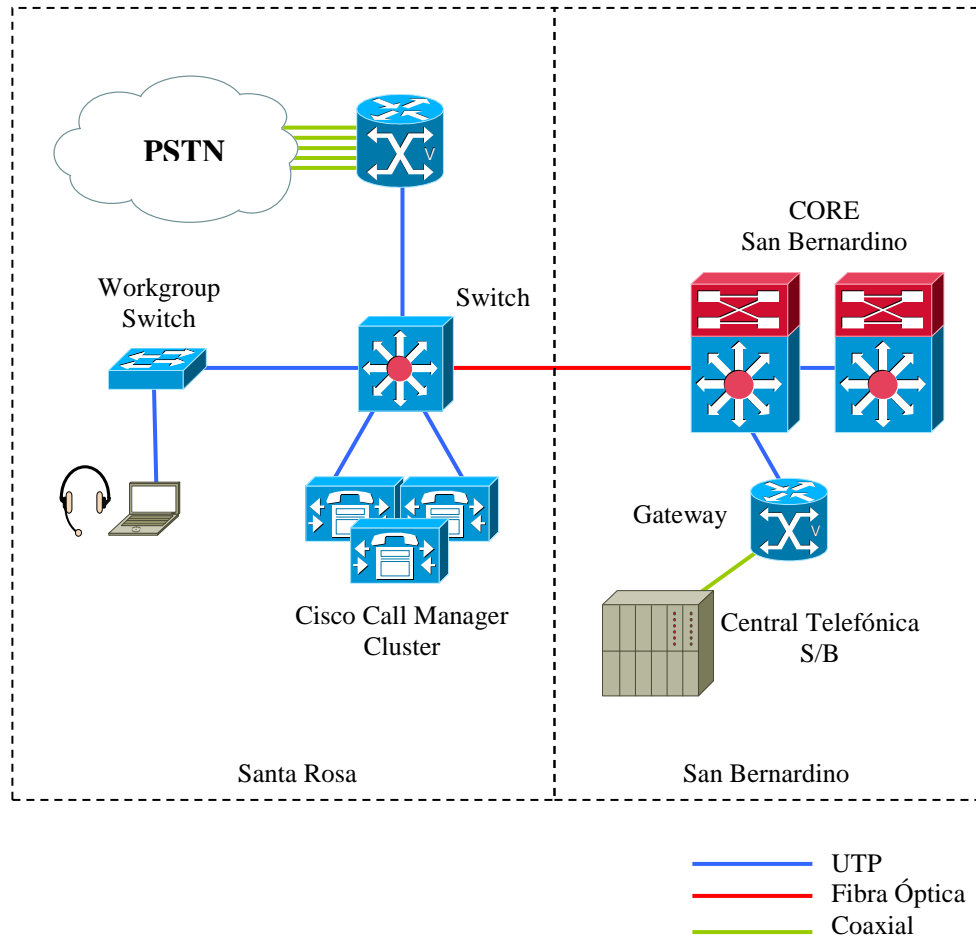 PSTN
V
CORE
San Bernardino
Workgroup
Switch
Switch
Gateway
V
Cisco Call Manager
Cluster
Central Telefónica
S/B
Santa Rosa
San Bernardino
UTP
Fibra Óptica
Coaxial